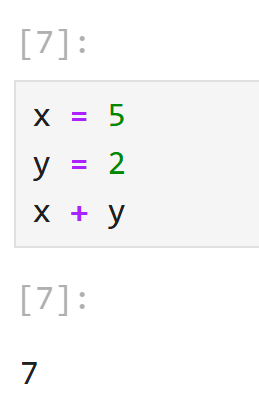 [7]:
x = 5
y = 2
x + y
[7]:
7